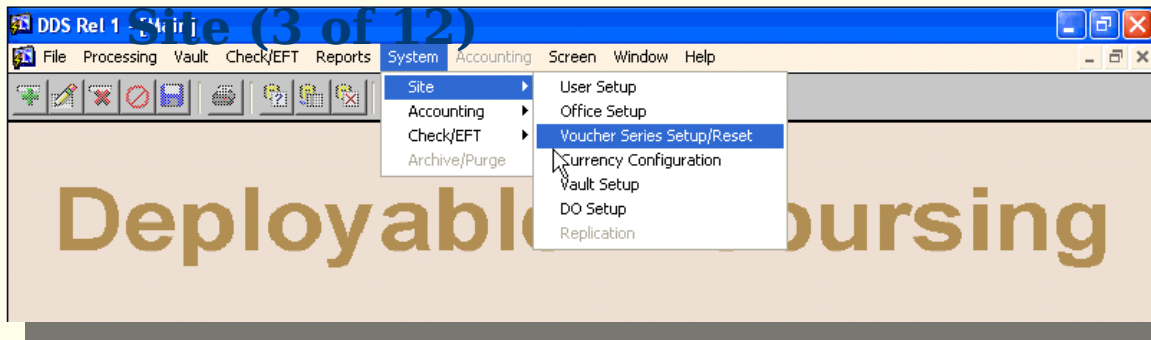 Site (3 of 12)
DDS Rel 1 - [Main]
File Processing Vault Check/EFT Reports System Accounting Screen Window Help
Site
Accounting
Check/EFT
Archive/Purge
User Setup
Office Setup
Voucher Series Setup/Reset
Currency Configuration
Vault Setup
DO Setup
Replication
Deployable bursing